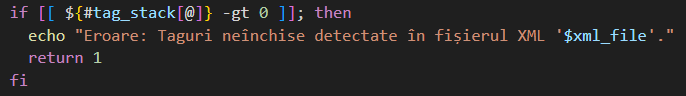 if [[ ${#tag_stack[@]} -gt 0 ]]; then
  echo "Eroare: Taguri neînchise detectate în fișierul XML '$xml_file'."
  return 1
fi